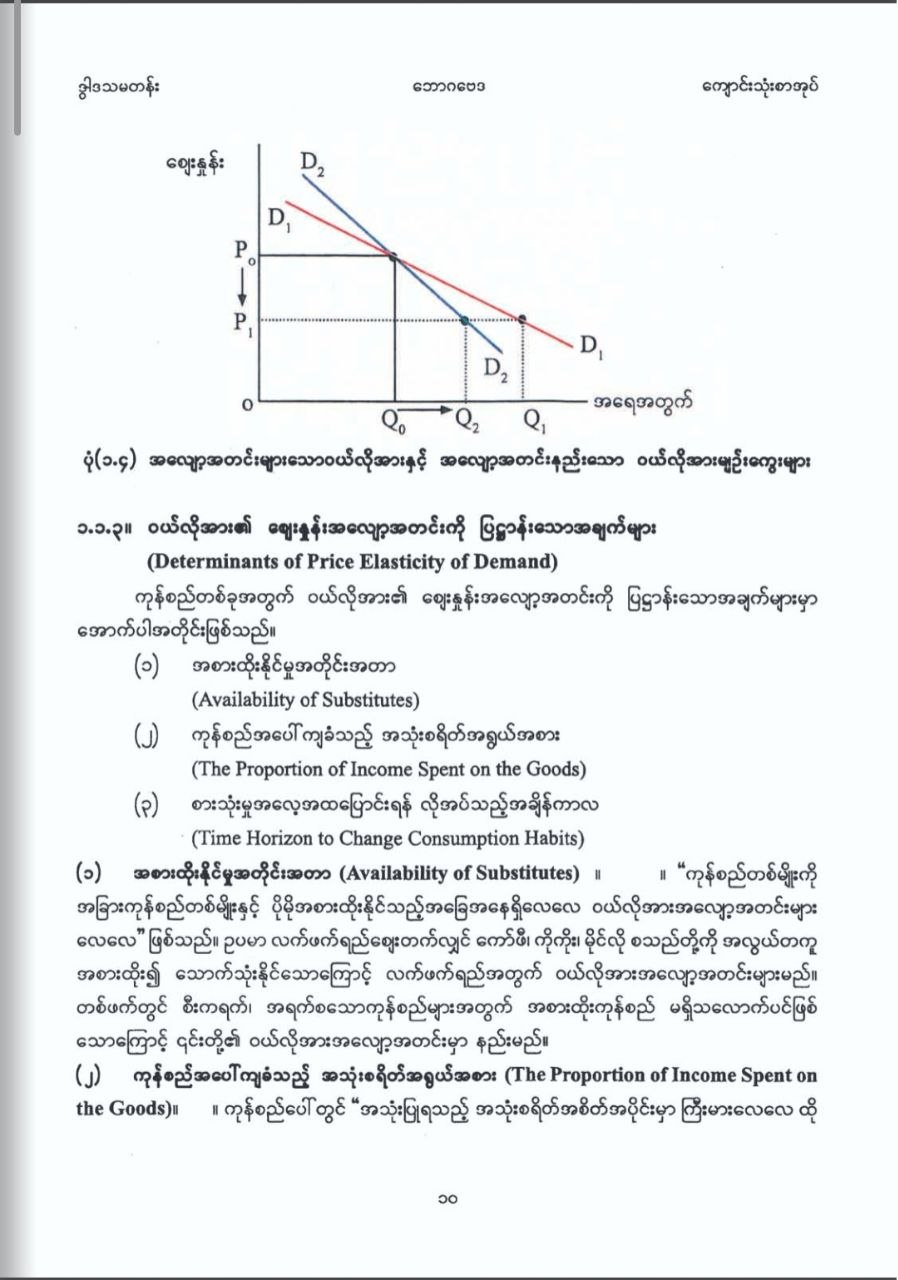 ဒွါဒသမတန်း ဘောဂဗေဒ ကျောင်းသုံးစာအုပ်
ဈေးနှုန်း
D2
D1
P0
P1
D1
D2
O
အရေအတွက်
Q0 Q2 Q1
ပုံ(၁.၄) အလျော့အတင်းများသောဝယ်လိုအားနှင့် အလျော့အတင်းနည်းသော ဝယ်လိုအားမျဉ်းကွေးများ
၁.၁.၃။ ဝယ်လိုအား၏ ဈေးနှုန်းအလျော့အတင်းကို ပြဋ္ဌာန်းသောအချက်များ
(Determinants of Price Elasticity of Demand)
ကုန်စည်တစ်ခုအတွက် ဝယ်လိုအား၏ ဈေးနှုန်းအလျော့အတင်းကို ပြဋ္ဌာန်းသောအချက်များမှာ
အောက်ပါအတိုင်းဖြစ်သည်။
(၁) အစားထိုးနိုင်မှုအတိုင်းအတာ
(Availability of Substitutes)
(၂) ကုန်စည်အပေါ်ကျခံသည့် အသုံးစရိတ်အရွယ်အစား
(The Proportion of Income Spent on the Goods)
(၃) စားသုံးမှုအလေ့အထပြောင်းရန် လိုအပ်သည့်အချိန်ကာလ
(Time Horizon to Change Consumption Habits)
(၁) အစားထိုးနိုင်မှုအတိုင်းအတာ (Availability of Substitutes) ။ ။ “ကုန်စည်တစ်မျိုးကို
အခြားကုန်စည်တစ်မျိုးနှင့် ပိုမိုအစားထိုးနိုင်သည့်အခြေအနေရှိလေလေ ဝယ်လိုအားအလျော့အတင်းများ
လေလေ” ဖြစ်သည်။ ဥပမာ လက်ဖက်ရည်ဈေးတက်လျှင် ကော်ဖီ၊ ကိုကိုး၊ မိုင်လို စသည်တို့ကို အလွယ်တကူ
အစားထိုး၍ သောက်သုံးနိုင်သောကြောင့် လက်ဖက်ရည်အတွက် ဝယ်လိုအားအလျော့အတင်းများမည်။
တစ်ဖက်တွင် စီးကရက်၊ အရက်စသောကုန်စည်များအတွက် အစားထိုးကုန်စည် မရှိသလောက်ပင်ဖြစ်
သောကြောင့် ၎င်းတို့၏ ဝယ်လိုအားအလျော့အတင်းမှာ နည်းမည်။
(၂) ကုန်စည်အပေါ်ကျခံသည့် အသုံးစရိတ်အရွယ်အစား (The Proportion of Income Spent on
the Goods)။ ။ ကုန်စည်ပေါ်တွင် “အသုံးပြုရသည့် အသုံးစရိတ်အစိတ်အပိုင်းမှာ ကြီးမားလေလေ ထို
၁၀